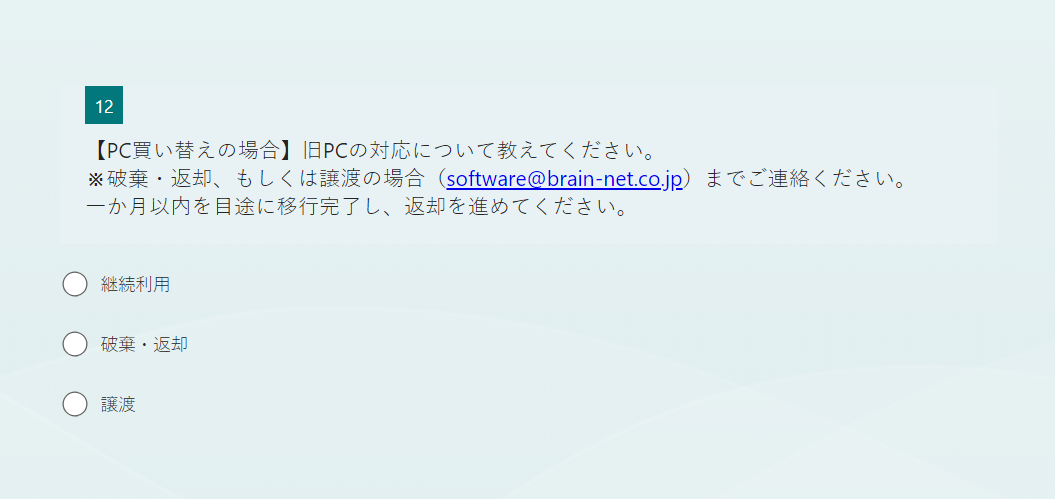 12
【PC買い替えの場合】旧PCの対応について教えてください。
※破棄・返却、もしくは譲渡の場合（software@brain-net.co.jp）までご連絡ください。
一か月以内を目途に移行完了し、返却を進めてください。
継続利用
破棄・返却
譲渡